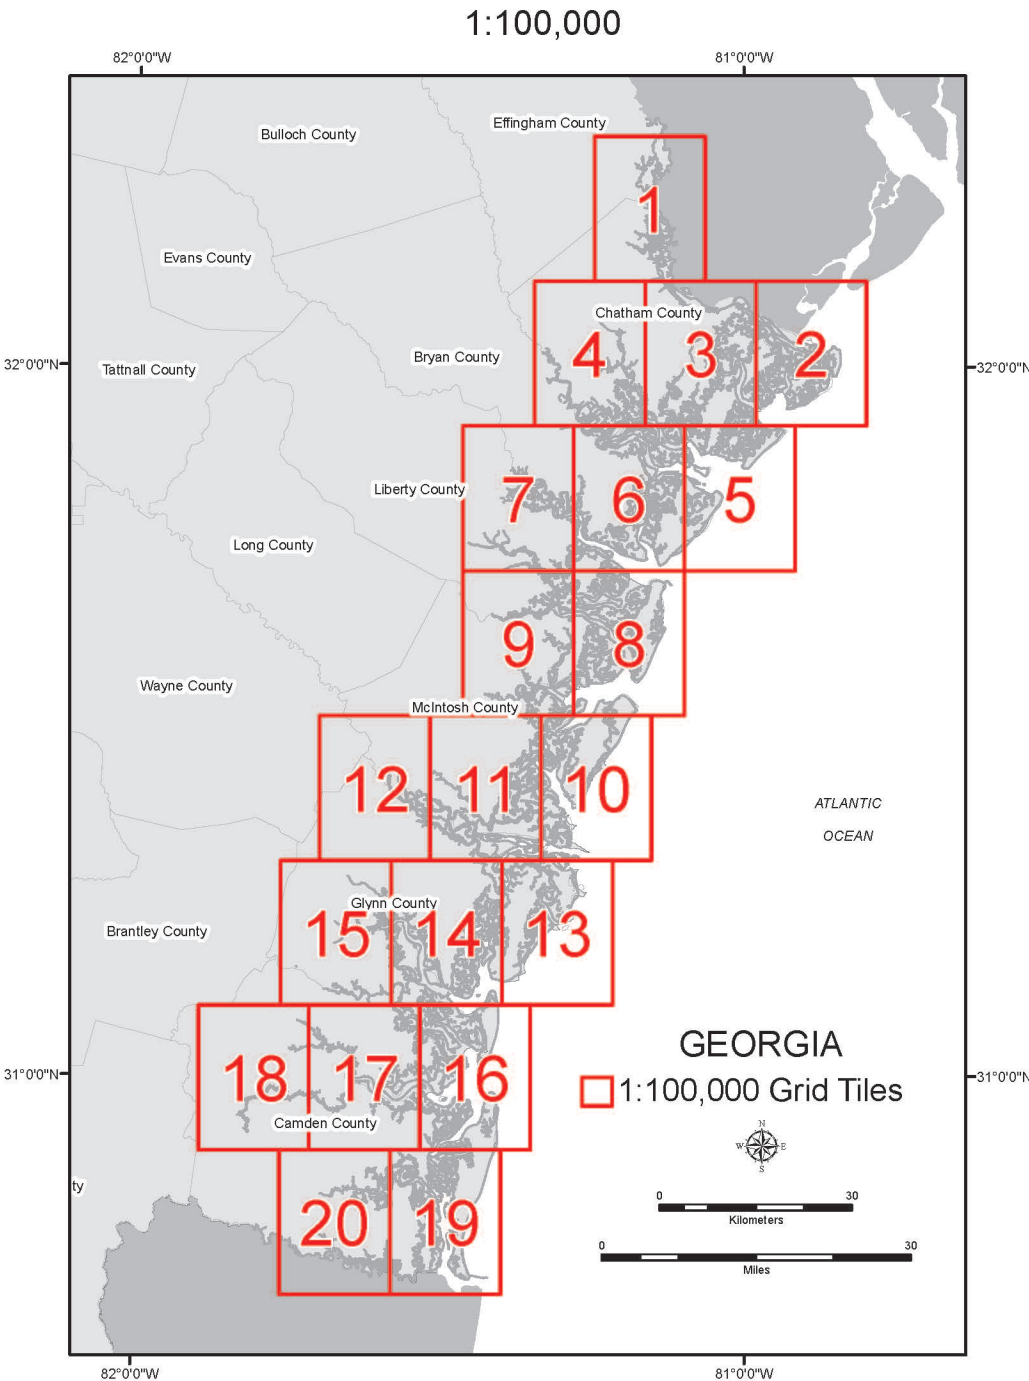 1:100,000
82°0'0"W
81°0'0"W
Effingham County
Bulloch County
1
Evans County
Chatham County
4
3
2
Bryan County
32°0'0"N
32°0'0"N
Tattnall County
Liberty County
7
6
5
Long County
9
8
Wayne County
McIntosh County
12
11
10
ATLANTIC
OCEAN
Glynn County
Brantley County
15
14
13
GEORGIA
31°0'0"N
31°0'0"N
18
17
16
1:100,000 Grid Tiles
Camden County
N
W
E
S
ty
0
30
Kilometers
20
19
0
30
Miles
82°0'0"W
81°0'0"W